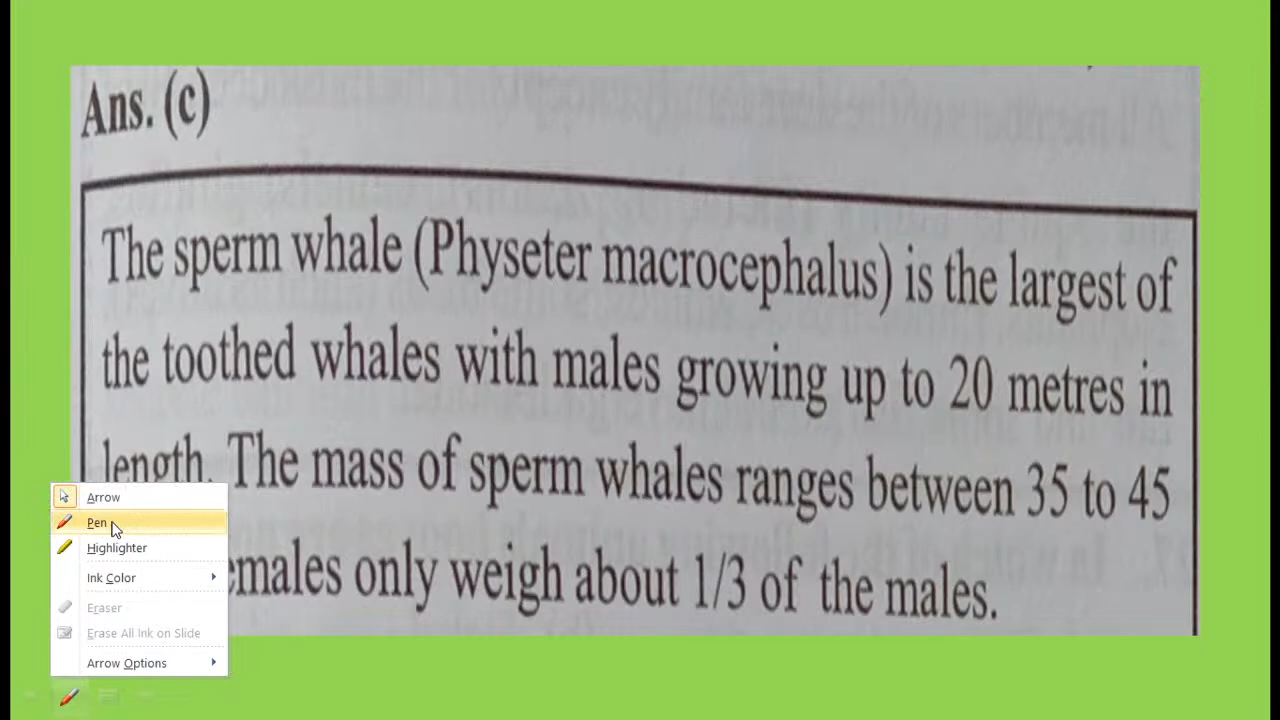 Ans. (c)
The sperm whale (Physeter macrocephalus) is the largest of
the toothed whales with males growing up to 20 metres in
length. The mass of sperm whales ranges between 35 to 45
emales only weigh about 1/3 of the males.
Arrow
Pen
Highlighter
Ink Color
Eraser
Erase All Ink on Slide
Arrow Options